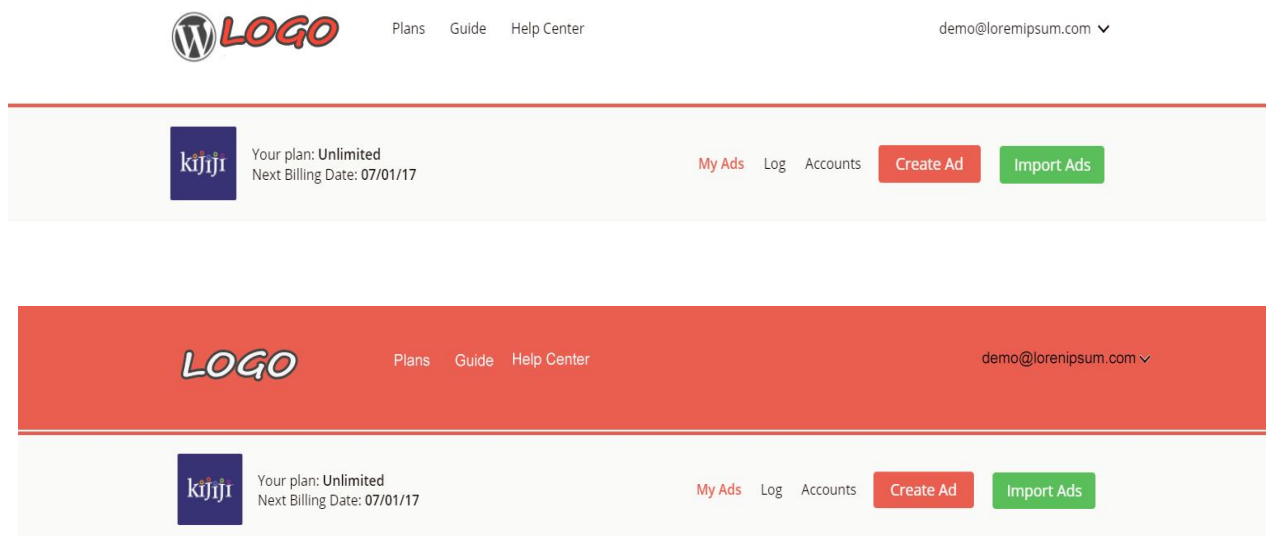 LOGO Plans Guide Help Center demo@loremipsum.com
kijiji Your plan: Unlimited My Ads Log Accounts Create Ad Import Ads
Next Billing Date: 07/01/17
LOGO Plans Guide Help Center demo@lorenipsum.com
kijiji Your plan: Unlimited My Ads Log Accounts Create Ad Import Ads
Next Billing Date: 07/01/17